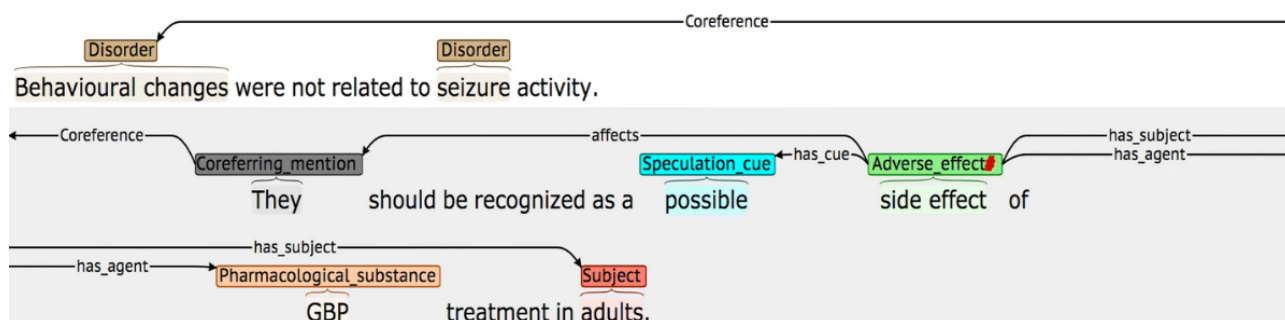 Coreference
Disorder Disorder
Behavioural changes were not related to seizure activity.
Coreference affects has_subject
Coreferring_mention Speculation_cue has_cue Adverse_effect has_agent
They should be recognized as a possible side effect of
has_subject
has_agent Pharmacological_substance Subject
GBP treatment in adults.